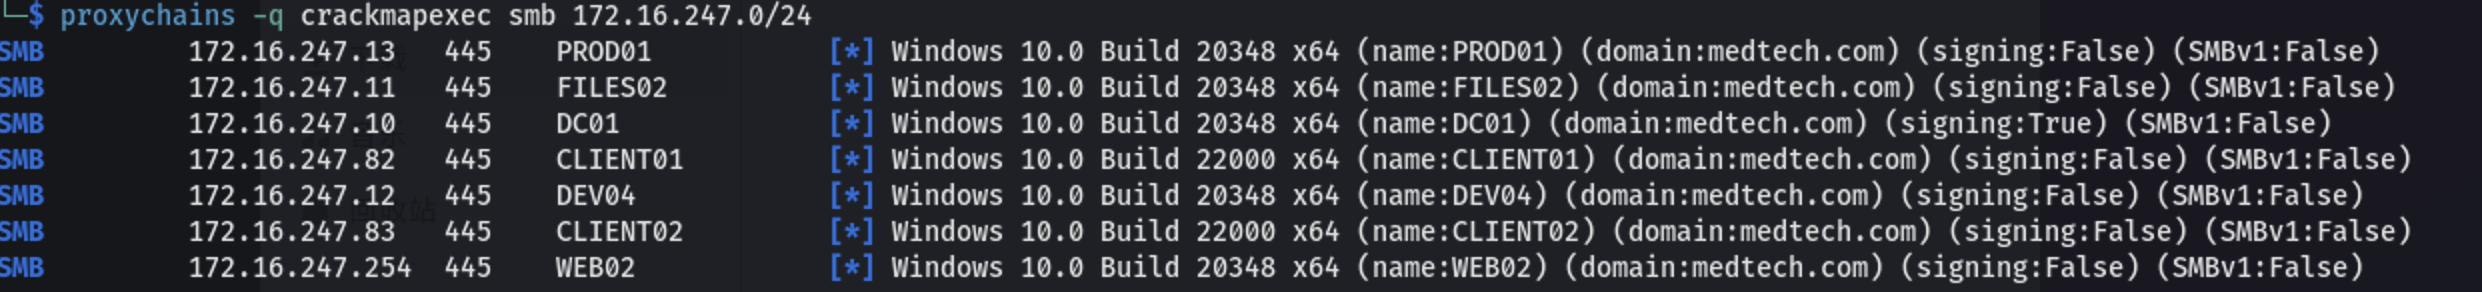 └─$ proxychains -q crackmapexec smb 172.16.247.0/24
SMB 172.16.247.13 445 PROD01 [*] Windows 10.0 Build 20348 x64 (name:PROD01) (domain:medtech.com) (signing:False) (SMBv1:False)
SMB 172.16.247.11 445 FILES02 [*] Windows 10.0 Build 20348 x64 (name:FILES02) (domain:medtech.com) (signing:False) (SMBv1:False)
SMB 172.16.247.10 445 DC01 [*] Windows 10.0 Build 20348 x64 (name:DC01) (domain:medtech.com) (signing:True) (SMBv1:False)
SMB 172.16.247.82 445 CLIENT01 [*] Windows 10.0 Build 22000 x64 (name:CLIENT01) (domain:medtech.com) (signing:False) (SMBv1:False)
SMB 172.16.247.12 445 DEV04 [*] Windows 10.0 Build 20348 x64 (name:DEV04) (domain:medtech.com) (signing:False) (SMBv1:False)
SMB 172.16.247.83 445 CLIENT02 [*] Windows 10.0 Build 22000 x64 (name:CLIENT02) (domain:medtech.com) (signing:False) (SMBv1:False)
SMB 172.16.247.254 445 WEB02 [*] Windows 10.0 Build 20348 x64 (name:WEB02) (domain:medtech.com) (signing:False) (SMBv1:False)
回收站